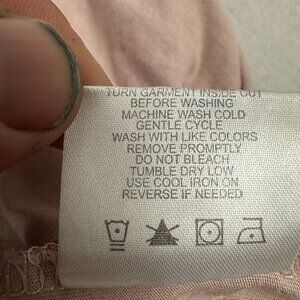 TURN GARMENT INSIDE OUT
BEFORE WASHING
MACHINE WASH COLD
GENTLE CYCLE
WASH WITH LIKE COLORS
REMOVE PROMPTLY
DO NOT BLEACH
TUMBLE DRY LOW
USE COOL IRON ON
REVERSE IF NEEDED